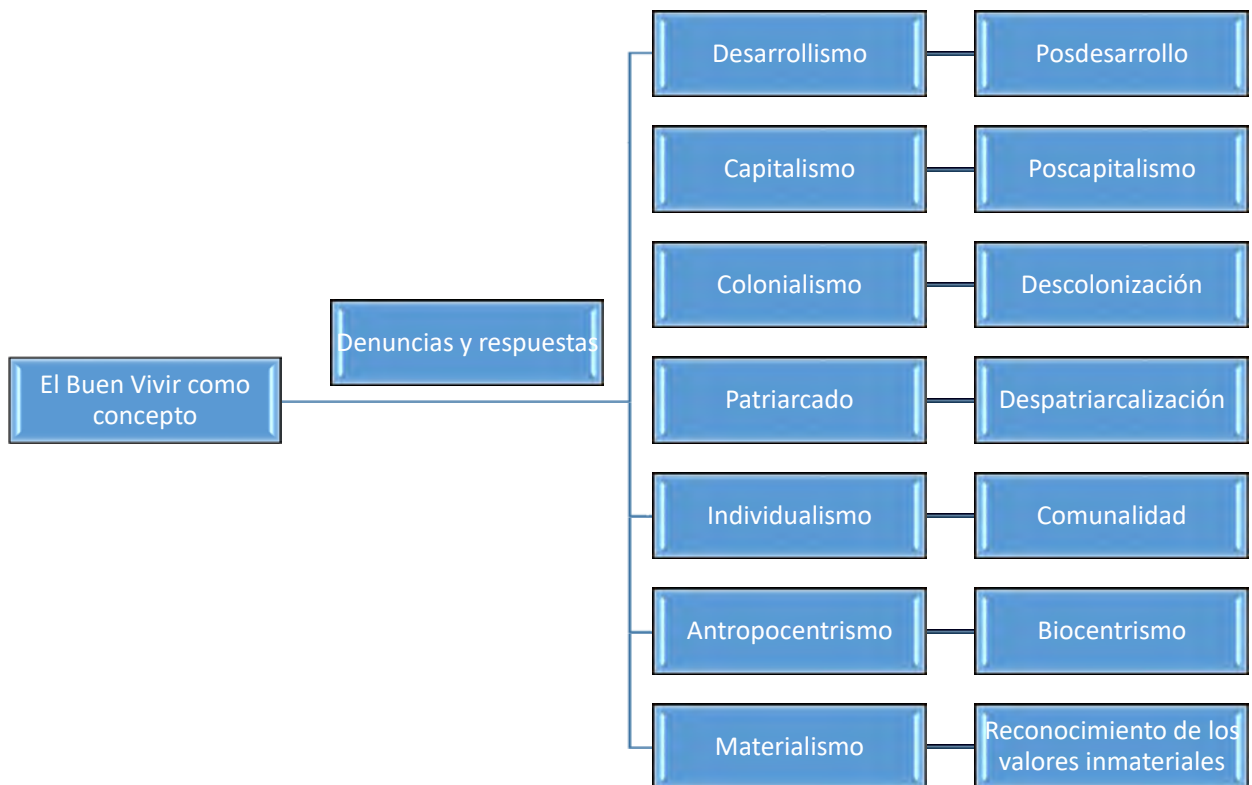 El Buen Vivir como
concepto
Denuncias y respuestas
Desarrollismo
Posdesarrollo
Capitalismo
Poscapitalismo
Colonialismo
Descolonización
Patriarcado
Despatriarcalización
Individualismo
Comunalidad
Antropocentrismo
Biocentrismo
Materialismo
Reconocimiento de los
valores inmateriales